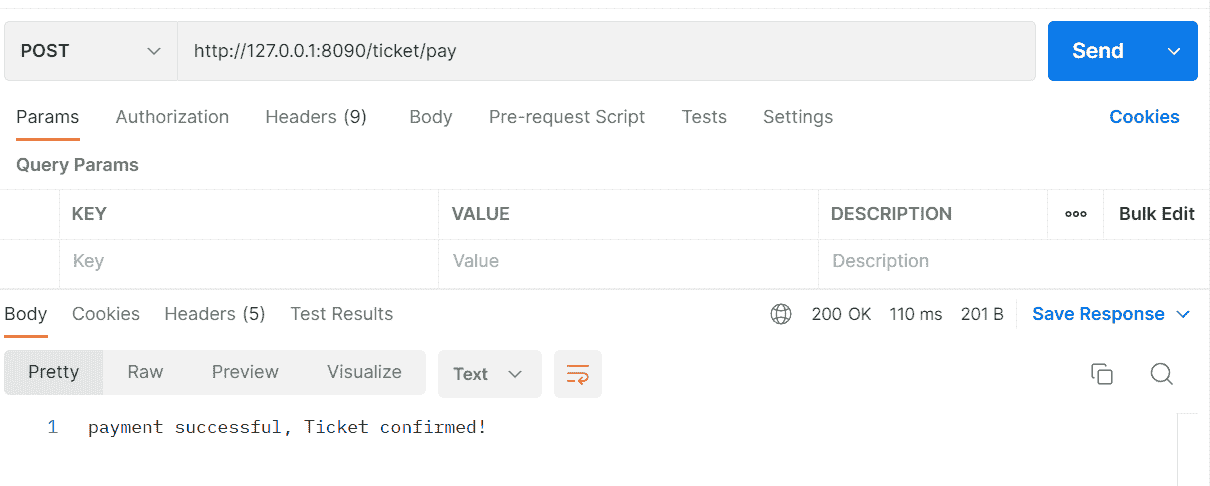 POST http://127.0.0.1:8090/ticket/pay Send
Params Authorization Headers (9) Body Pre-request Script Tests Settings Cookies
Query Params
KEY VALUE DESCRIPTION ooo Bulk Edit
Key Value Description
Body Cookies Headers (5) Test Results 200 OK 110 ms 201 B Save Response
Pretty Raw Preview Visualize Text
1 payment successful, Ticket confirmed!